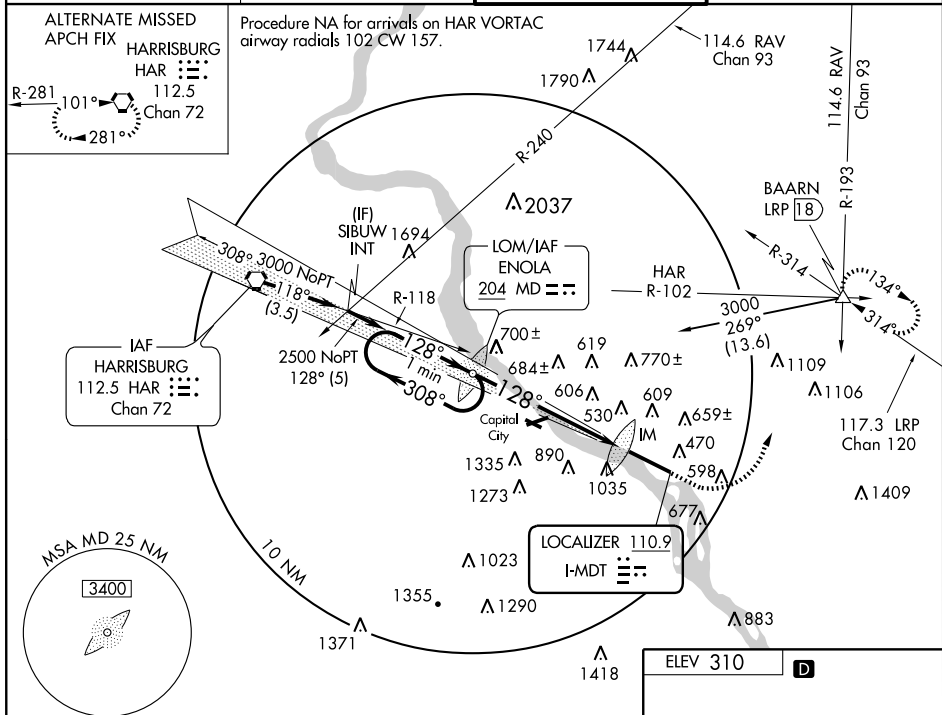 ALTERNATE MISSED
APCH FIX
HARRISBURG
HAR
112.5
Chan 72
R-281
101°
281°
Procedure NA for arrivals on HAR VORTAC
airway radials 102 CW 157.
1744
1790
114.6 RAV
Chan 93
114.6 RAV
Chan 93
R-240
R-193
2037
BAARN
LRP 18
(IF)
SIBUW
INT
1694
LOM/IAF
ENOLA
204 MD
R-314
HAR
R-102
134°
314°
3000
269°
(13.6)
308° 3000 NoPT
118°
(3.5)
R-118
2500 NoPT
128° (5)
128°
1 min
308°
128°
IAF
HARRISBURG
112.5 HAR
Chan 72
700±
684±
619
770±
606
530
609
659±
1109
1106
117.3 LRP
Chan 120
Capital
City
IM
470
598
1335
890
1035
1273
1409
677
LOCALIZER 110.9
I-MDT
MSA MD 25 NM
3400
10 NM
1023
1355
1290
1371
883
1418
ELEV 310
D